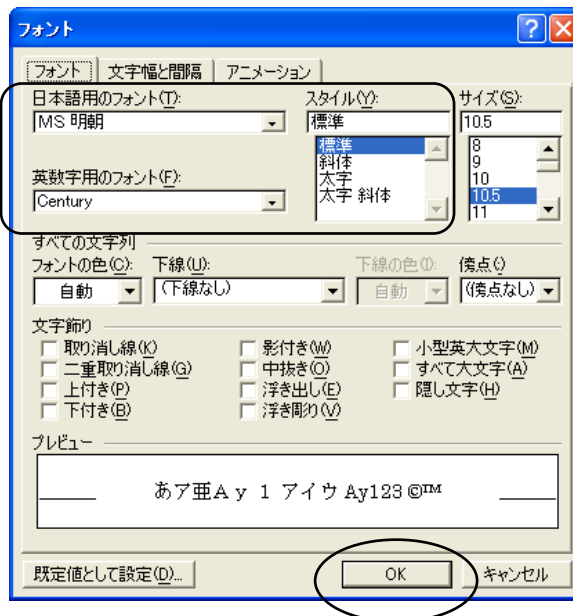 フォント
フォント 文字幅と間隔 アニメーション
日本語用のフォント(T): スタイル(Y): サイズ(S):
MS 明朝 標準 10.5
標準 8
斜体 9
太字 10
太字 斜体 10.5
11
英数字用のフォント(F):
Century
すべての文字列
フォントの色(C): 下線(U): 下線の色(I): 傍点(:)
自動 (下線なし) 自動 (傍点なし)
文字飾り
取り消し線(K) 影付き(W) 小型英大文字(M)
二重取り消し線(G) 中抜き(O) すべて大文字(A)
上付き(P) 浮き出し(E) 隠し文字(H)
下付き(B) 浮き彫り(V)
プレビュー
あア亜Ay 1 アイウ Ay123 ©™
既定値として設定(D)... OK キャンセル